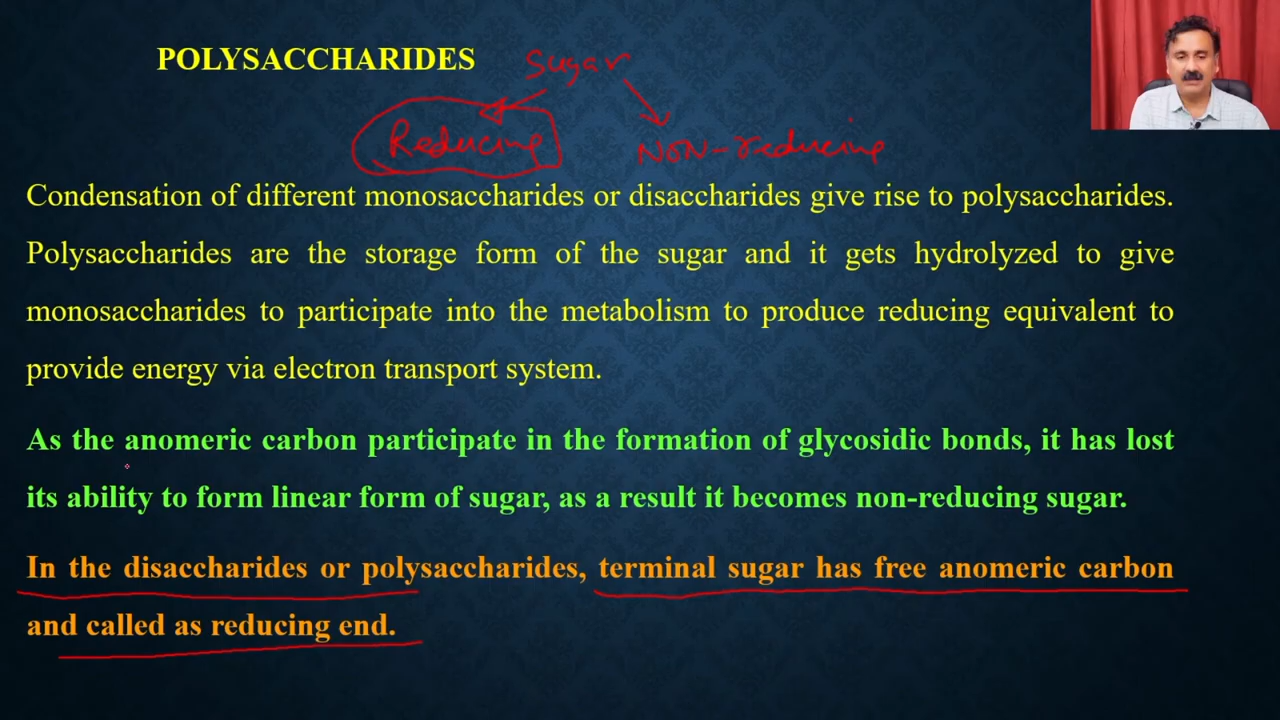 POLYSACCHARIDES
Sugar
Reducing
NON-reducing
Condensation of different monosaccharides or disaccharides give rise to polysaccharides.
Polysaccharides are the storage form of the sugar and it gets hydrolyzed to give
monosaccharides to participate into the metabolism to produce reducing equivalent to
provide energy via electron transport system.
As the anomeric carbon participate in the formation of glycosidic bonds, it has lost
its ability to form linear form of sugar, as a result it becomes non-reducing sugar.
In the disaccharides or polysaccharides, terminal sugar has free anomeric carbon
and called as reducing end.